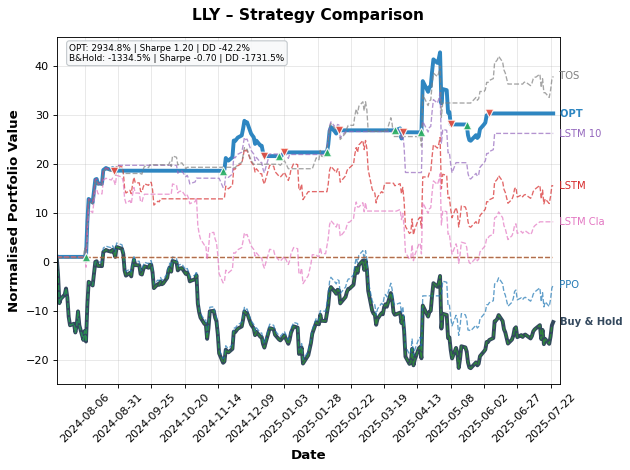 LLY – Strategy Comparison
OPT: 2934.8% | Sharpe 1.20 | DD -42.2%
B&Hold: -1334.5% | Sharpe -0.70 | DD -1731.5%
Normalised Portfolio Value
40
30
20
10
0
−10
−20
TOS
OPT
LSTM 10
LSTM
LSTM Cla
PPO
Buy & Hold
2024-08-06
2024-08-31
2024-09-25
2024-10-20
2024-11-14
2024-12-09
2025-01-03
2025-01-28
2025-02-22
2025-03-19
2025-04-13
2025-05-08
2025-06-02
2025-06-27
2025-07-22
Date